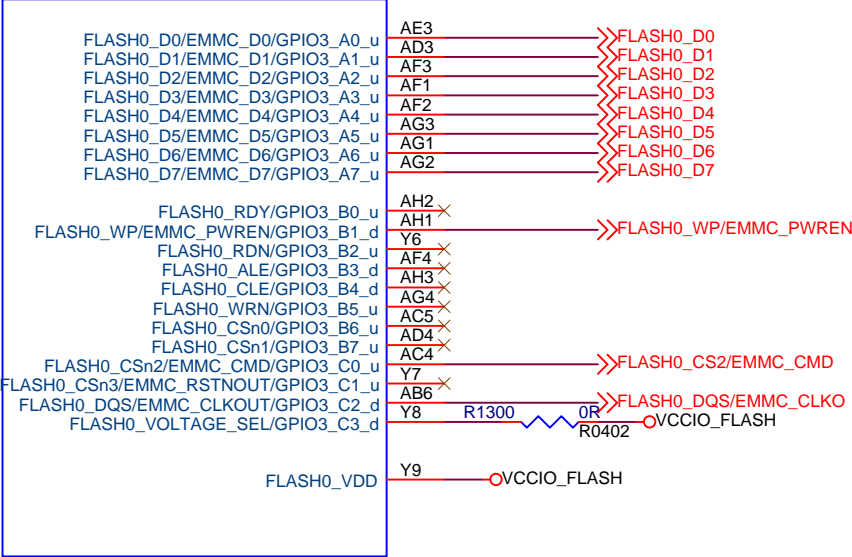 FLASH0_D0/EMMC_D0/GPIO3_A0_u AE3 FLASH0_D0
FLASH0_D1/EMMC_D1/GPIO3_A1_u AD3 FLASH0_D1
FLASH0_D2/EMMC_D2/GPIO3_A2_u AF3 FLASH0_D2
FLASH0_D3/EMMC_D3/GPIO3_A3_u AF1 FLASH0_D3
FLASH0_D4/EMMC_D4/GPIO3_A4_u AF2 FLASH0_D4
FLASH0_D5/EMMC_D5/GPIO3_A5_u AG3 FLASH0_D5
FLASH0_D6/EMMC_D6/GPIO3_A6_u AG1 FLASH0_D6
FLASH0_D7/EMMC_D7/GPIO3_A7_u AG2 FLASH0_D7
FLASH0_RDY/GPIO3_B0_u AH2
FLASH0_WP/EMMC_PWREN/GPIO3_B1_d AH1 FLASH0_WP/EMMC_PWREN
FLASH0_RDN/GPIO3_B2_u Y6
FLASH0_ALE/GPIO3_B3_d AF4
FLASH0_CLE/GPIO3_B4_d AH3
FLASH0_WRN/GPIO3_B5_u AG4
FLASH0_CSn0/GPIO3_B6_u AC5
FLASH0_CSn1/GPIO3_B7_u AD4
FLASH0_CSn2/EMMC_CMD/GPIO3_C0_u AC4 FLASH0_CS2/EMMC_CMD
FLASH0_CSn3/EMMC_RSTNOUT/GPIO3_C1_u Y7
FLASH0_DQS/EMMC_CLKOUT/GPIO3_C2_d AB6 FLASH0_DQS/EMMC_CLKO
FLASH0_VOLTAGE_SEL/GPIO3_C3_d Y8 R1300 0R VCCIO_FLASH
R0402
FLASH0_VDD Y9 VCCIO_FLASH